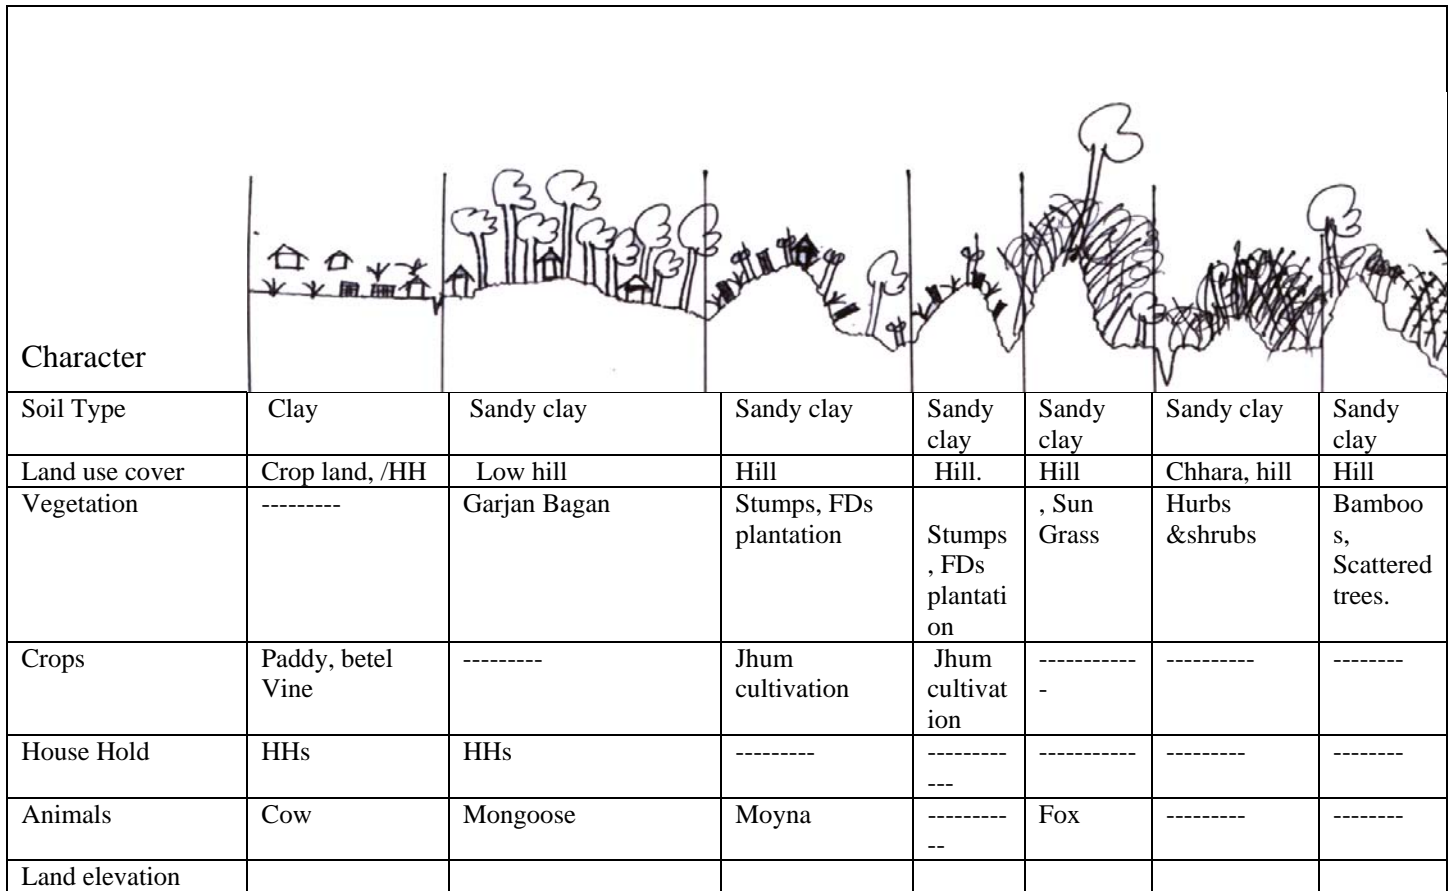 Character
Soil Type Clay Sandy clay Sandy clay Sandy Sandy Sandy clay Sandy
clay clay clay
Land use cover Crop land, /HH Low hill Hill Hill. Hill Chhara, hill Hill
Vegetation --------- Garjan Bagan Stumps, FDs , Sun Hurbs Bamboo
plantation Stumps Grass &shrubs s,
, FDs Scattered
plantati trees.
on
Crops Paddy, betel --------- Jhum Jhum ----------- ---------- --------
Vine cultivation cultivat -
ion
House Hold HHs HHs --------- --------- ----------- --------- --------
---
Animals Cow Mongoose Moyna --------- Fox --------- --------
--
Land elevation